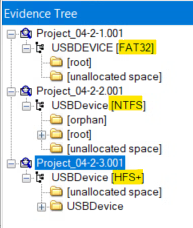 Evidence Tree
Project_04-2-1.001
USBDEVICE [FAT32]
[root]
[unallocated space]
Project_04-2-2.001
USBDevice [NTFS]
[orphan]
[root]
[unallocated space]
Project_04-2-3.001
USBDevice [HFS+]
[unallocated space]
USBDevice